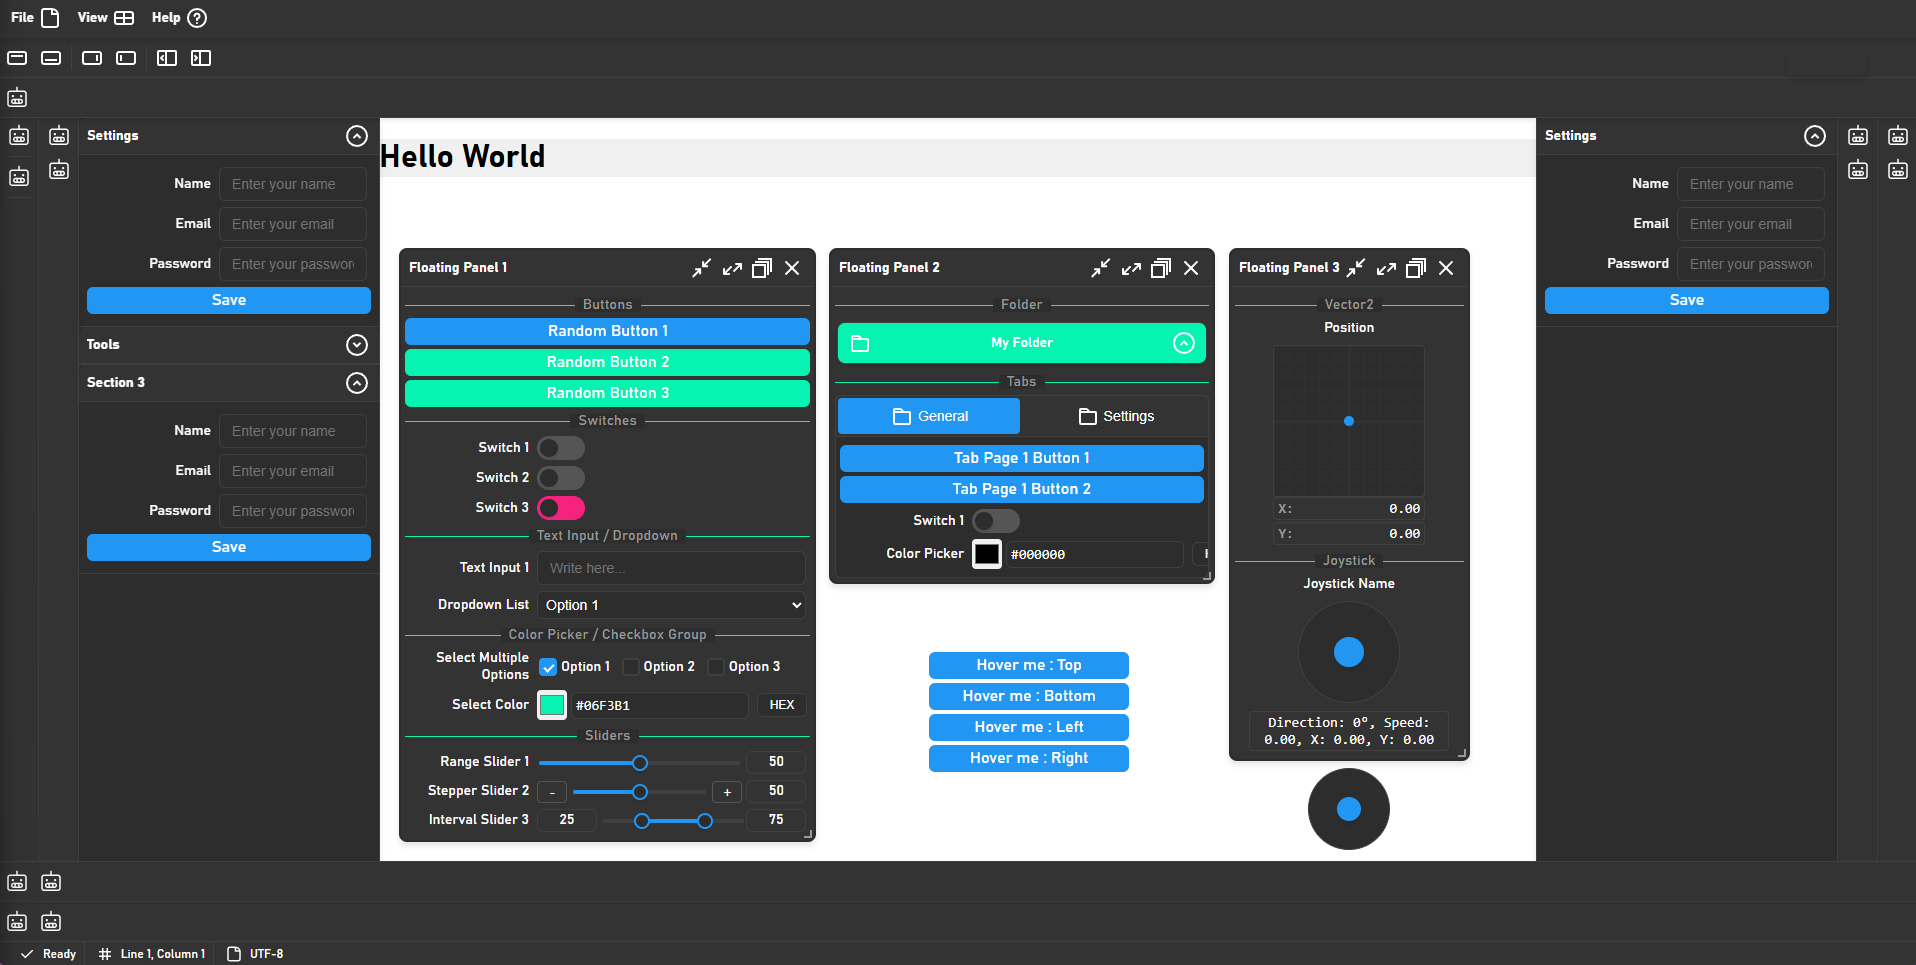 File
View
Help
Settings
Name
Enter your name
Email
Enter your email
Password
Enter your passwor
Save
Tools
Section 3
Name
Enter your name
Email
Enter your email
Password
Enter your passwor
Save
Hello World
Floating Panel 1
Buttons
Random Button 1
Random Button 2
Random Button 3
Switches
Switch 1
Switch 2
Switch 3
Text Input / Dropdown
Text Input 1
Write here...
Dropdown List
Option 1
Color Picker / Checkbox Group
Select Multiple
Options
Option 1
Option 2
Option 3
Select Color
#06F3B1
HEX
Sliders
Range Slider 1
50
Stepper Slider 2
-
+
50
Interval Slider 3
25
75
Floating Panel 2
Folder
My Folder
Tabs
General
Settings
Tab Page 1 Button 1
Tab Page 1 Button 2
Switch 1
Color Picker
#000000
Hover me : Top
Hover me : Bottom
Hover me : Left
Hover me : Right
Floating Panel 3
Vector2
Position
X: 0.00
Y: 0.00
Joystick
Joystick Name
Direction: 0º, Speed:
0.00, X: 0.00, Y: 0.00
Settings
Name
Enter your name
Email
Enter your email
Password
Enter your passwor
Save
Ready
Line 1, Column 1
UTF-8